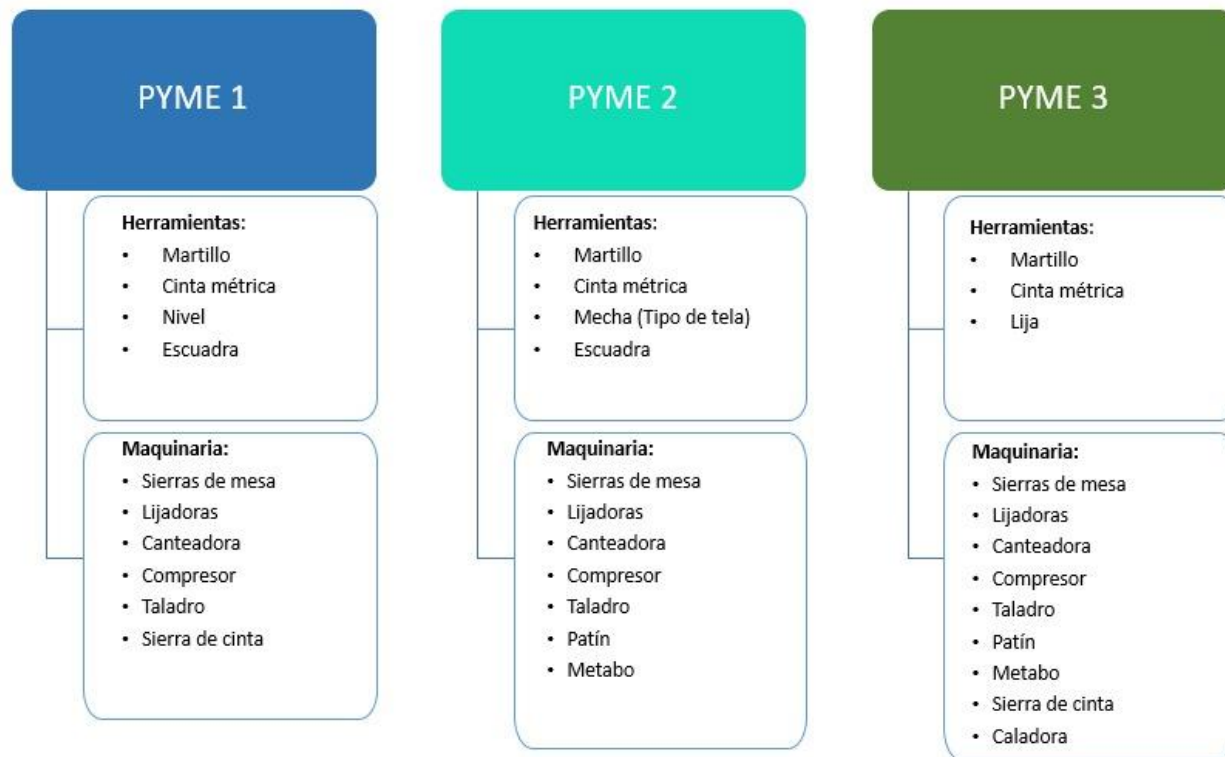 PYME 1
Herramientas:
• Martillo
• Cinta métrica
• Nivel
• Escuadra
Maquinaria:
• Sierras de mesa
• Lijadoras
• Canteadora
• Compresor
• Taladro
• Sierra de cinta
PYME 2
Herramientas:
• Martillo
• Cinta métrica
• Mecha (Tipo de tela)
• Escuadra
Maquinaria:
• Sierras de mesa
• Lijadoras
• Canteadora
• Compresor
• Taladro
• Patín
• Metabo
PYME 3
Herramientas:
• Martillo
• Cinta métrica
• Lija
Maquinaria:
• Sierras de mesa
• Lijadoras
• Canteadora
• Compresor
• Taladro
• Patín
• Metabo
• Sierra de cinta
• Caladora